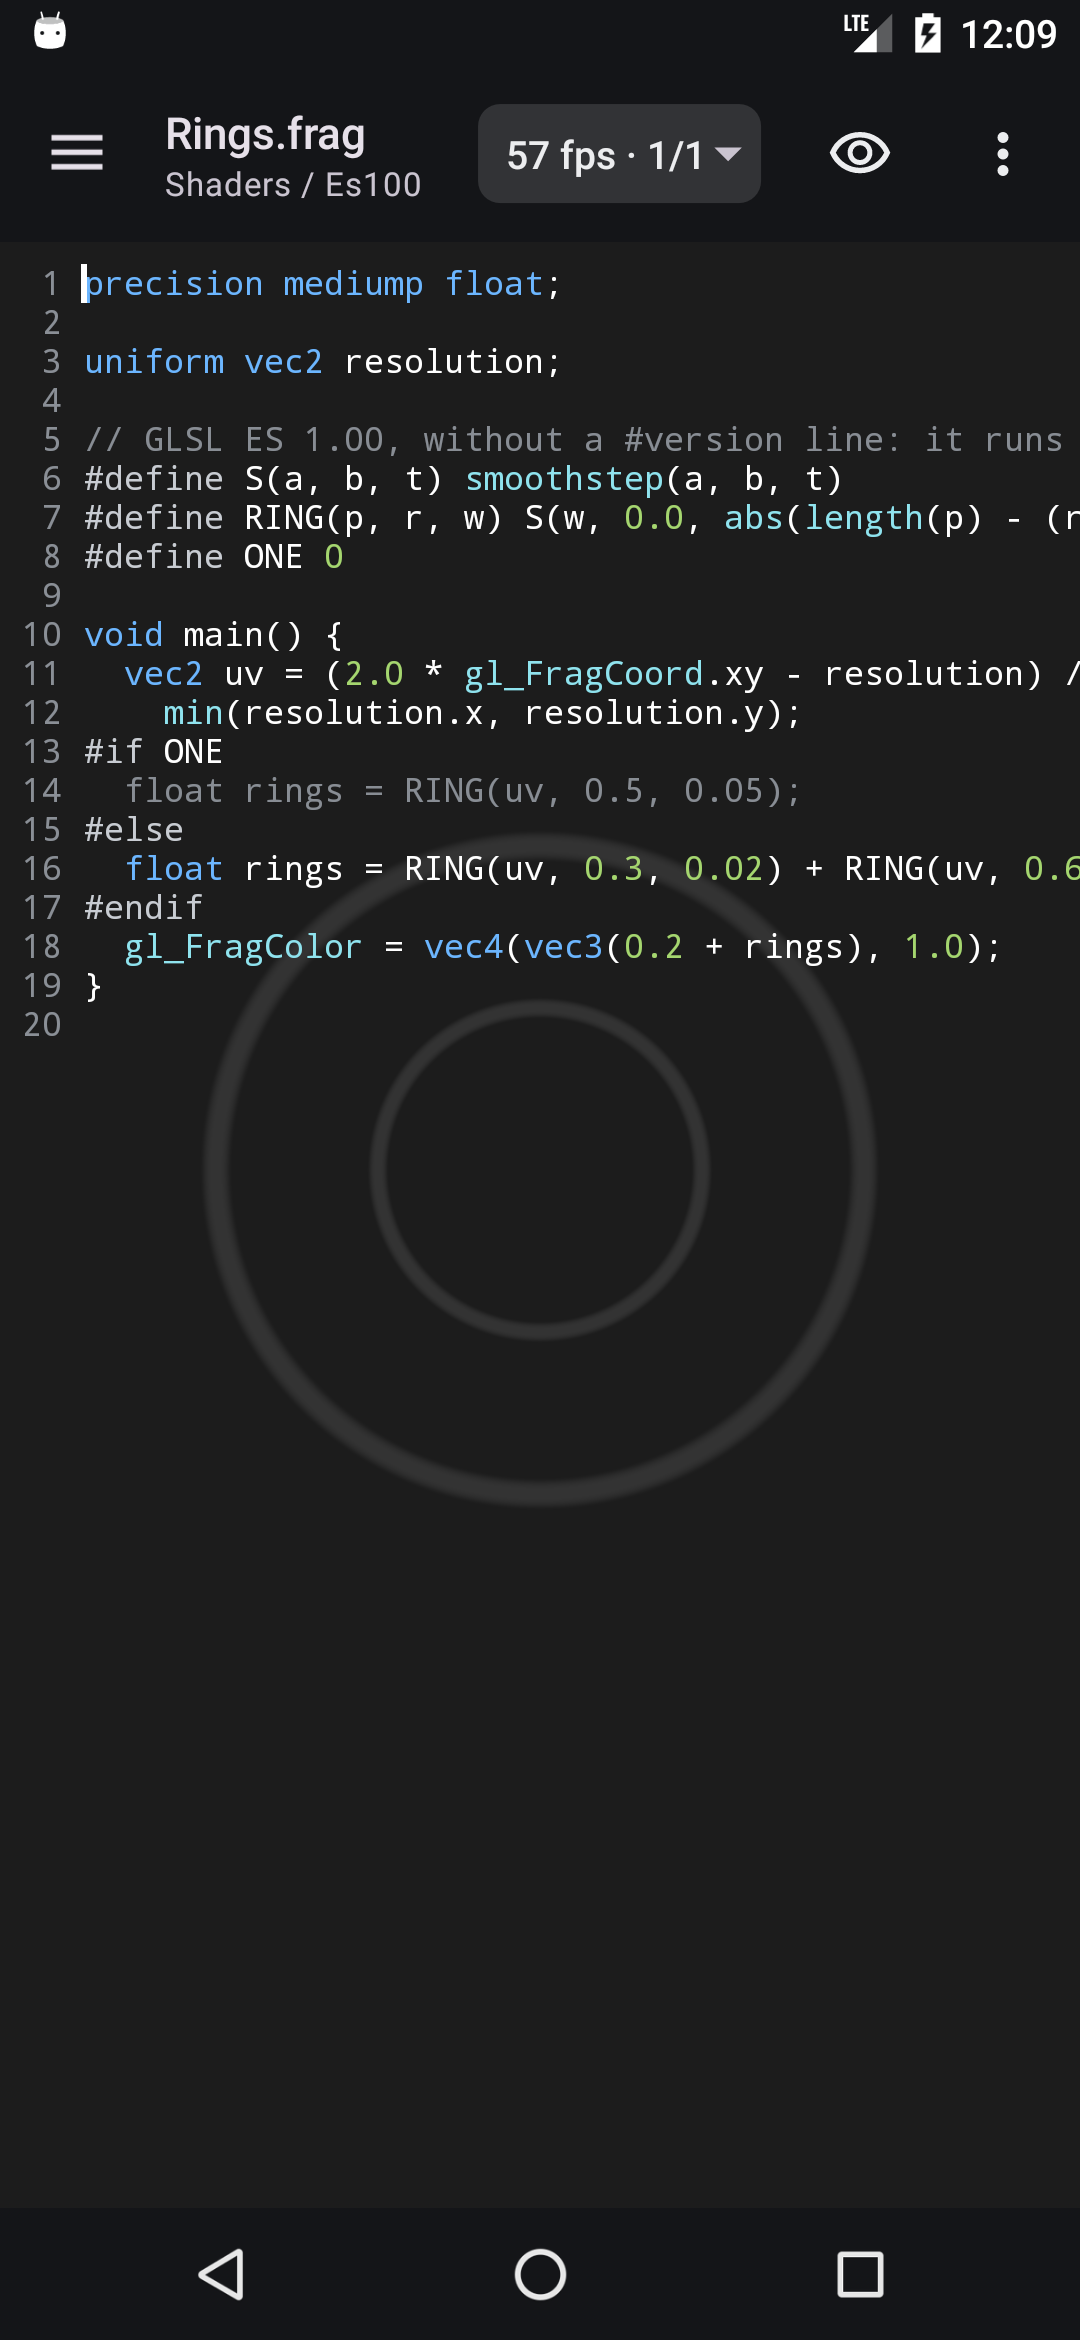 LTE 12:09
Rings.frag
Shaders / Es100
57 fps · 1/1
1 precision mediump float;
2
3 uniform vec2 resolution;
4
5 // GLSL ES 1.00, without a #version line: it runs
6 #define S(a, b, t) smoothstep(a, b, t)
7 #define RING(p, r, w) S(w, 0.0, abs(length(p) - (r
8 #define ONE 0
9
10 void main() {
11   vec2 uv = (2.0 * gl_FragCoord.xy - resolution) /
12     min(resolution.x, resolution.y);
13 #if ONE
14   float rings = RING(uv, 0.5, 0.05);
15 #else
16   float rings = RING(uv, 0.3, 0.02) + RING(uv, 0.6
17 #endif
18   gl_FragColor = vec4(vec3(0.2 + rings), 1.0);
19 }
20